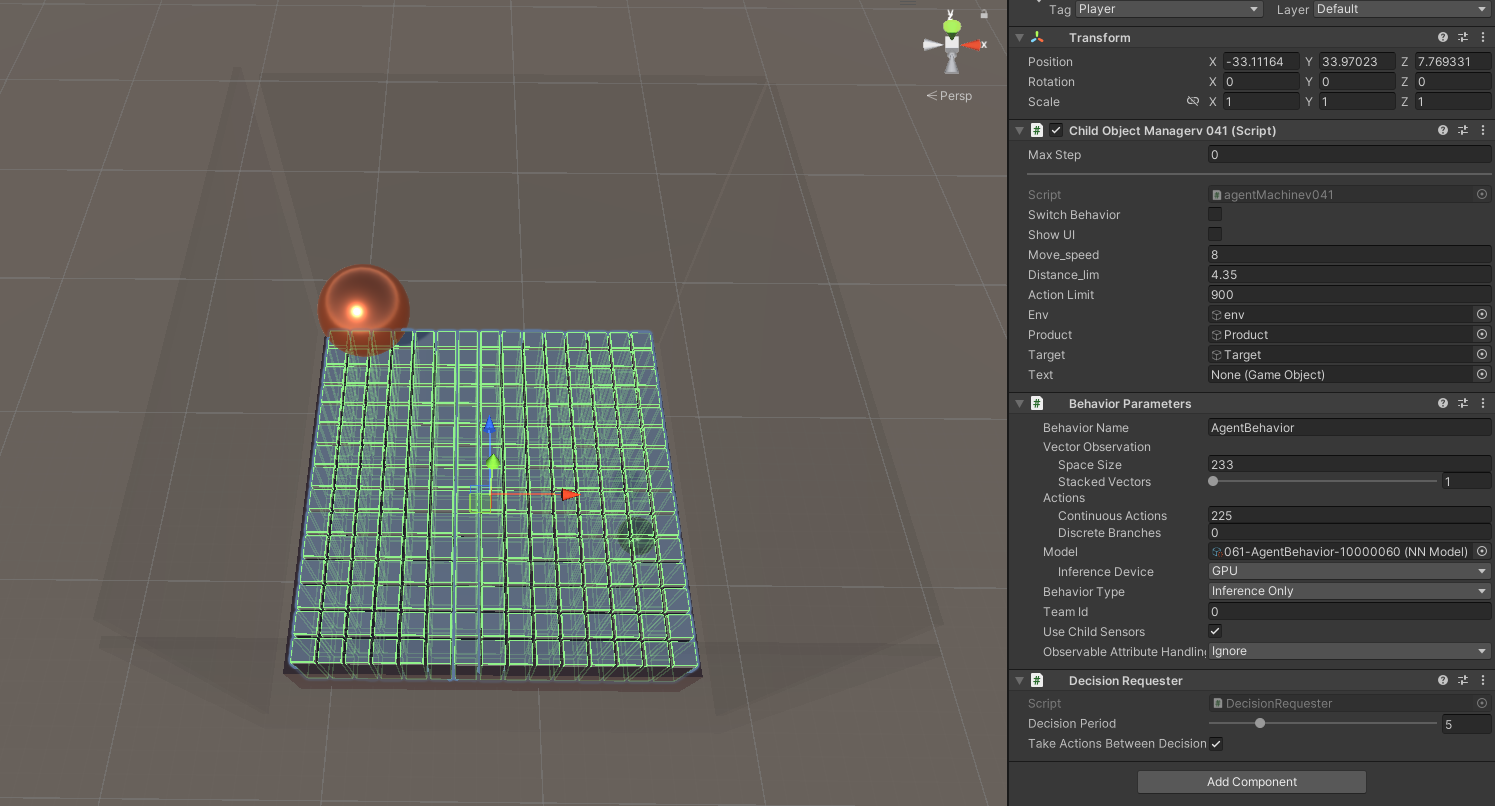 Tag Player Layer Default
y
x
Persp
Transform
Position X -33.11164 Y 33.97023 Z 7.769331
Rotation X 0 Y 0 Z 0
Scale X 1 Y 1 Z 1
# Child Object Managerv 041 (Script)
Max Step 0
Script # agentMachinev041
Switch Behavior
Show UI
Move_speed 8
Distance_lim 4.35
Action Limit 900
Env env
Product Product
Target Target
Text None (Game Object)
# Behavior Parameters
Behavior Name AgentBehavior
Vector Observation
Space Size 233
Stacked Vectors 1
Actions
Continuous Actions 225
Discrete Branches 0
Model 061-AgentBehavior-10000060 (NN Model)
Inference Device GPU
Behavior Type Inference Only
Team Id 0
Use Child Sensors
Observable Attribute Handling Ignore
# Decision Requester
Script # DecisionRequester
Decision Period 5
Take Actions Between Decision
Add Component